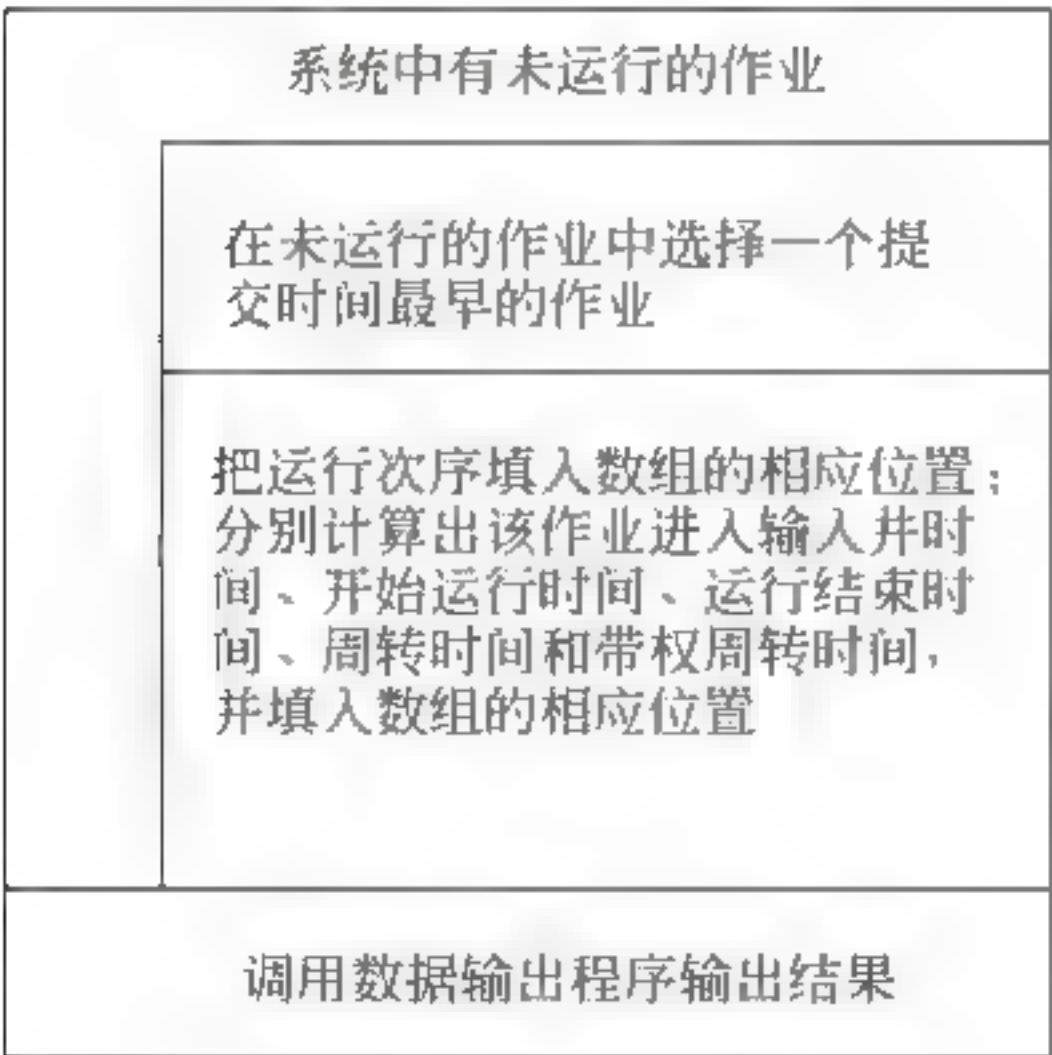 系统中有未运行的作业
在未运行的作业中选择一个提
交时间最早的作业
把运行次序填入数组的相应位置；
分别计算出该作业进入输入井时
间、开始运行时间、运行结束时
间、周转时间和带权周转时间，
并填入数组的相应位置
调用数据输出程序输出结果